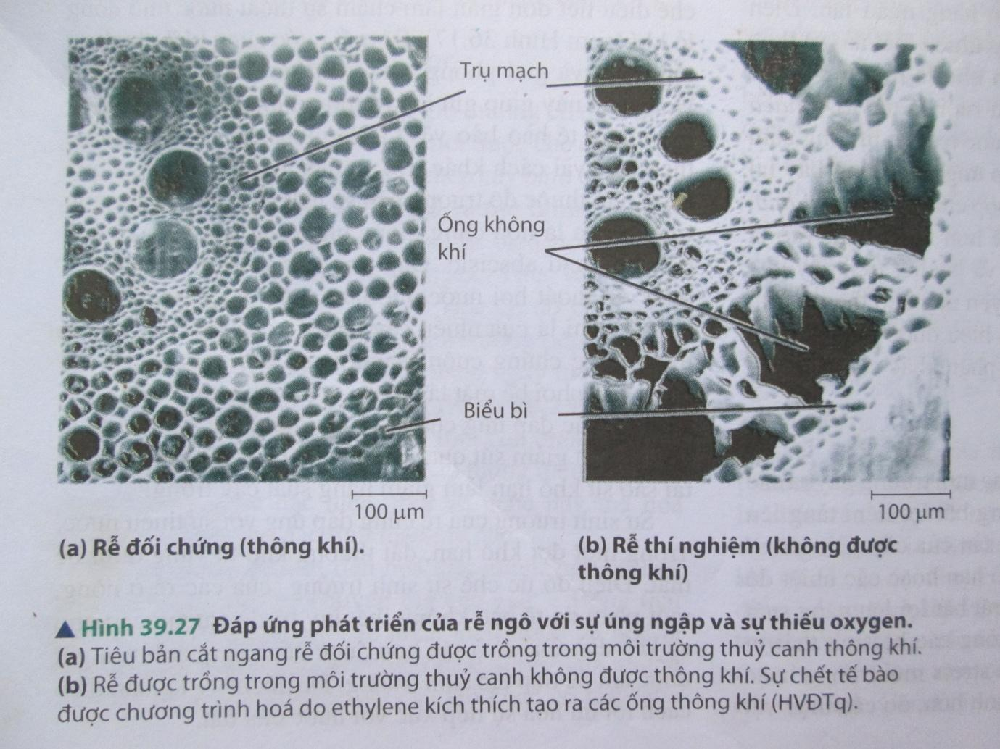 Trụ mạch
Ống không
khí
Biểu bì
100 μm
100 μm
(a) Rễ đối chứng (thông khí).
(b) Rễ thí nghiệm (không được
thông khí)
▲ Hình 39.27 Đáp ứng phát triển của rễ ngô với sự úng ngập và sự thiếu oxygen.
(a) Tiêu bản cắt ngang rễ đối chứng được trồng trong môi trường thuỷ canh thông khí.
(b) Rễ được trồng trong môi trường thuỷ canh không được thông khí. Sự chết tế bào
được chương trình hoá do ethylene kích thích tạo ra các ống thông khí (HVĐTq).